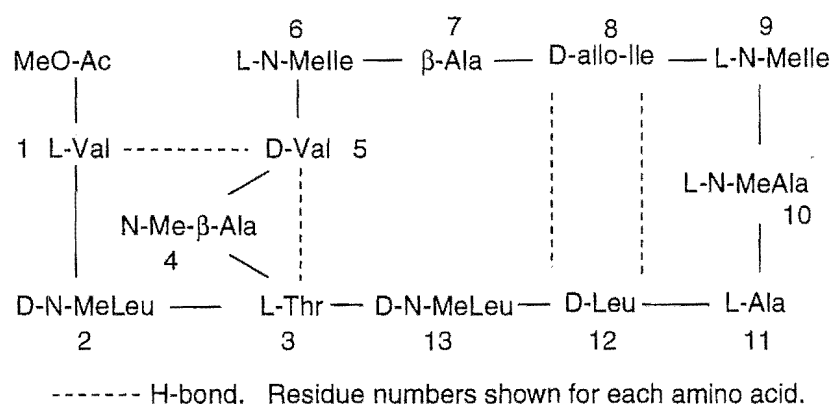 6 7 8 9
MeO-Ac L-N-MeIle β-Ala D-allo-Ile L-N-MeIle
1 L-Val D-Val 5
L-N-MeAla
10
N-Me-β-Ala
4
D-N-MeLeu L-Thr D-N-MeLeu D-Leu L-Ala
2 3 13 12 11
------- H-bond. Residue numbers shown for each amino acid.